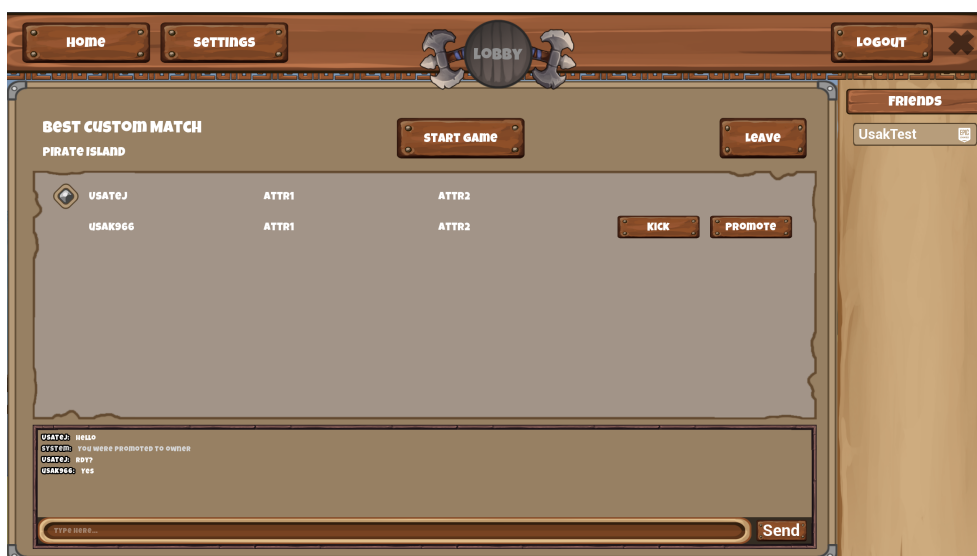 Home
Settings
LOBBY
Logout
Friends
UsakTest
EPIC
Best Custom Match
Pirate Island
Start Game
Leave
UsateJ ATTR1 ATTR2
Usak966 ATTR1 ATTR2 Kick Promote
UsateJ: Hello
System: You were promoted to owner
UsateJ: rdy?
Usak966: Yes
Type here...
Send